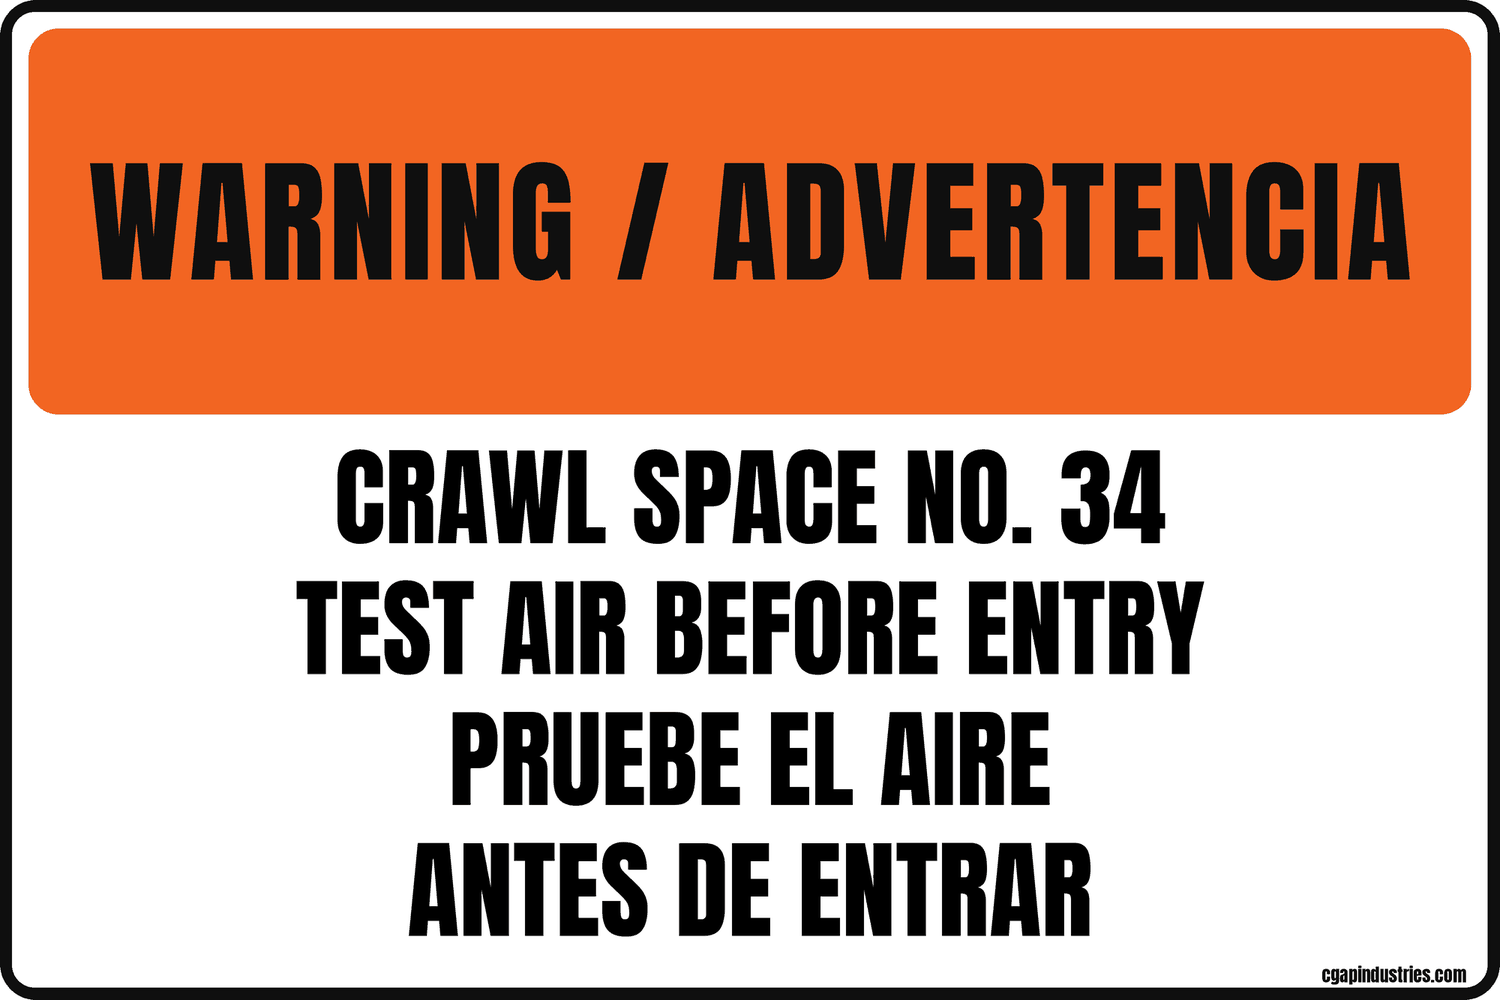 WARNING / ADVERTENCIA
CRAWL SPACE NO. 34
TEST AIR BEFORE ENTRY
PRUEBE EL AIRE
ANTES DE ENTRAR
cgapindustries.com